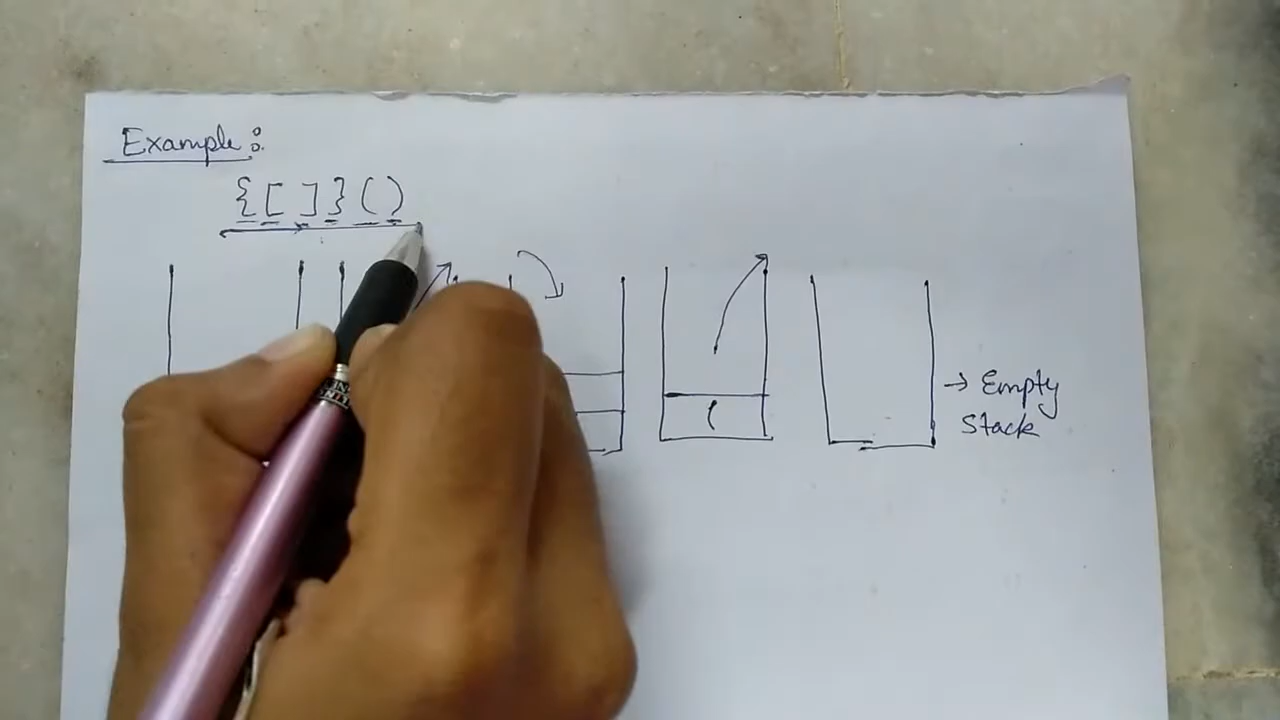 Example:
{[]}()
(
→ Empty
Stack